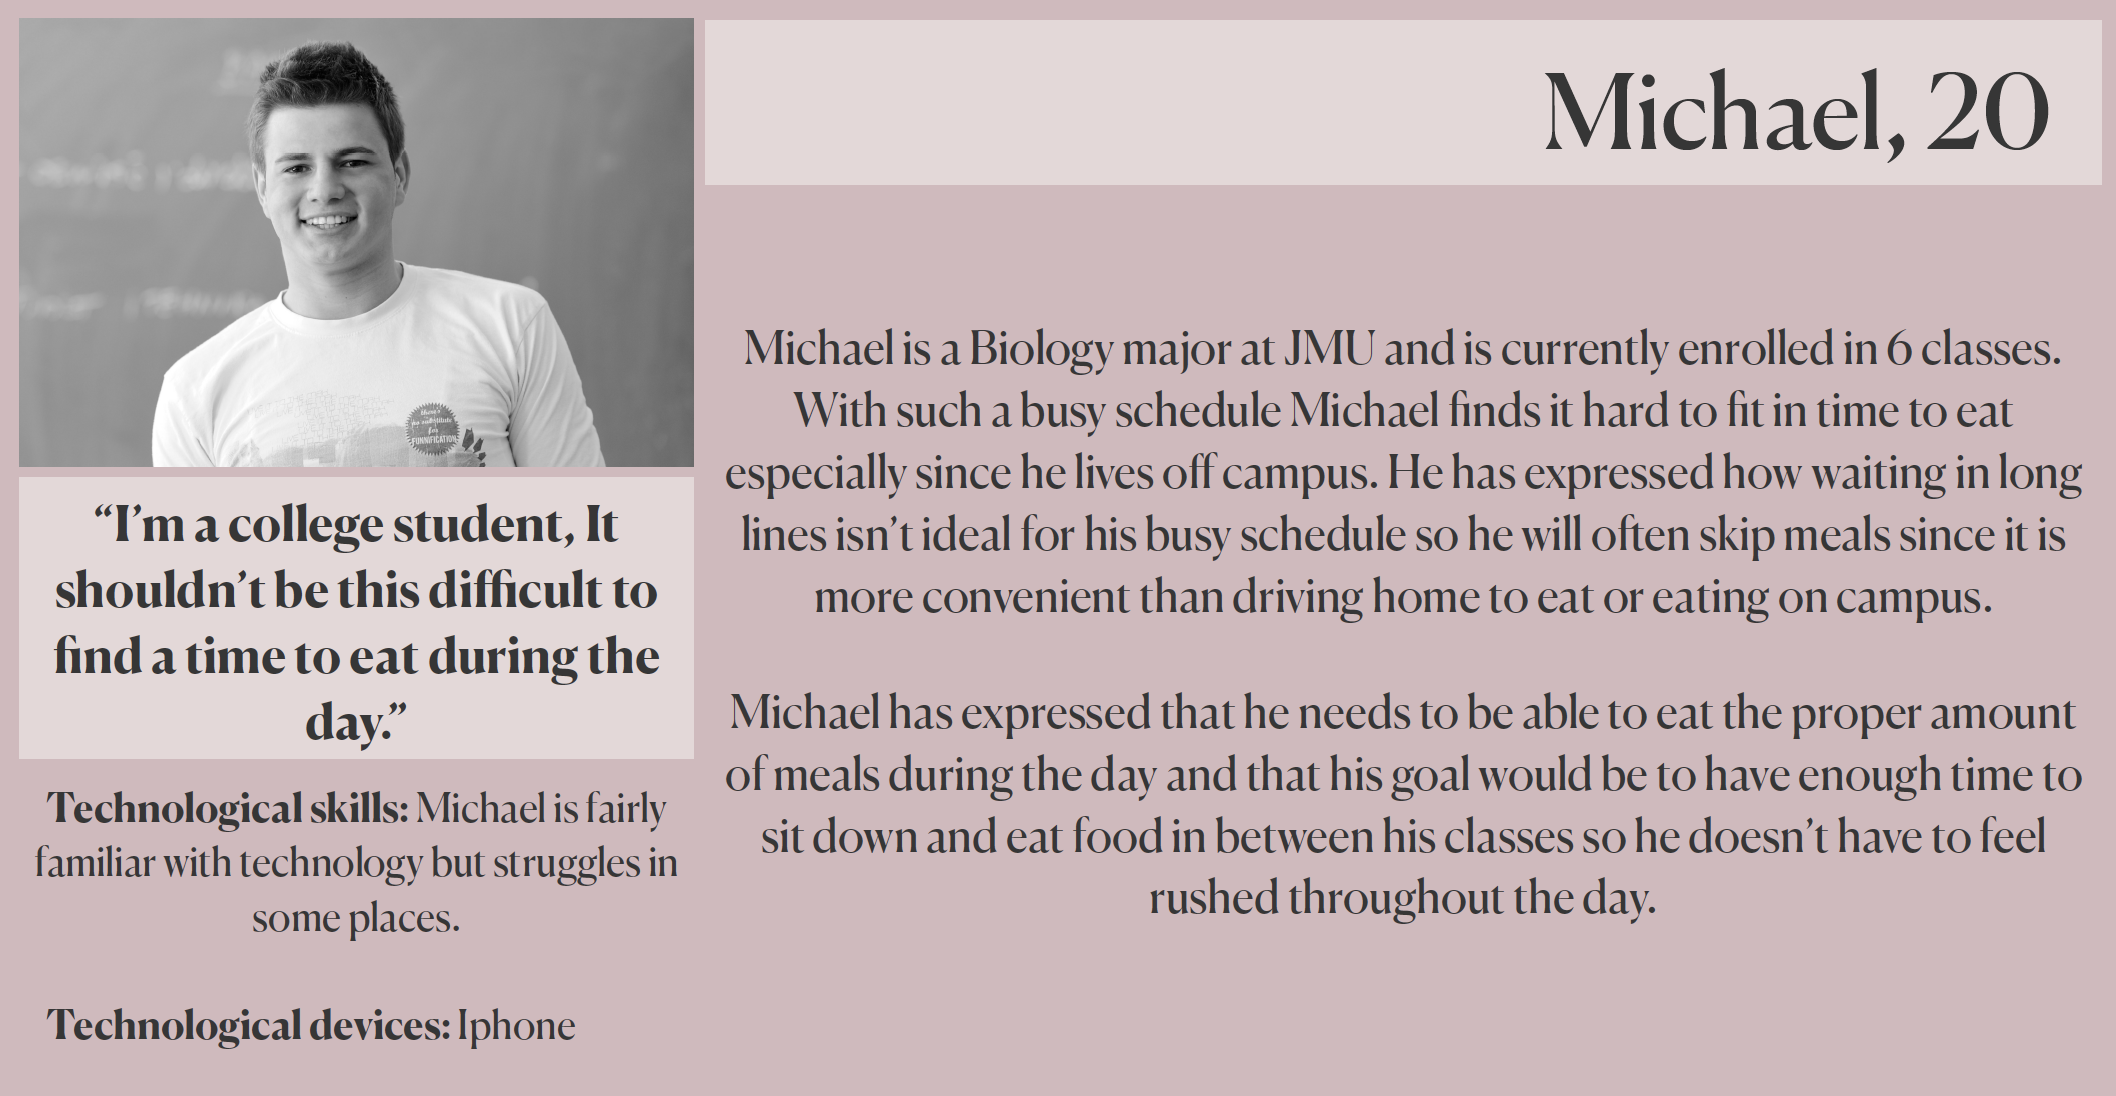 Michael, 20
there's
no substitute
for
FUNNIFICATION
“I’m a college student, It
shouldn’t be this difficult to
find a time to eat during the
day.”
Technological skills: Michael is fairly
familiar with technology but struggles in
some places.
Technological devices: Iphone
Michael is a Biology major at JMU and is currently enrolled in 6 classes.
With such a busy schedule Michael finds it hard to fit in time to eat
especially since he lives off campus. He has expressed how waiting in long
lines isn’t ideal for his busy schedule so he will often skip meals since it is
more convenient than driving home to eat or eating on campus.
Michael has expressed that he needs to be able to eat the proper amount
of meals during the day and that his goal would be to have enough time to
sit down and eat food in between his classes so he doesn’t have to feel
rushed throughout the day.